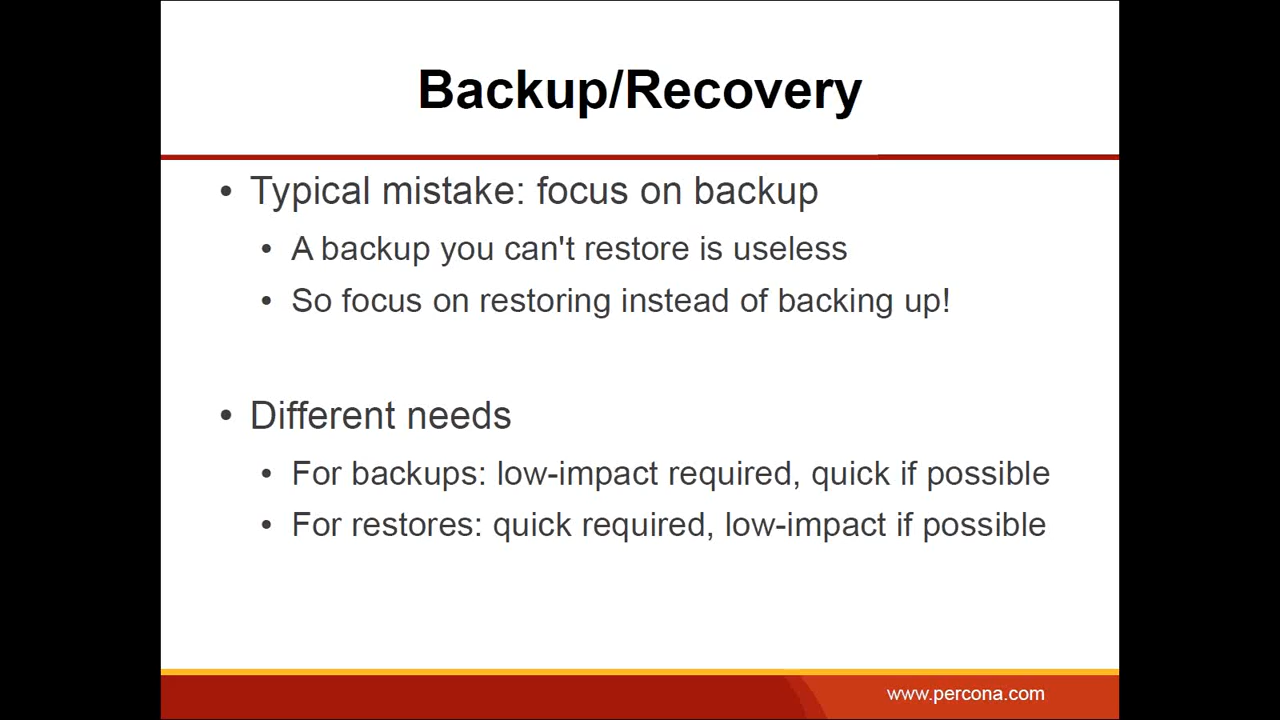 Backup/Recovery
• Typical mistake: focus on backup
• A backup you can't restore is useless
• So focus on restoring instead of backing up!
• Different needs
• For backups: low-impact required, quick if possible
• For restores: quick required, low-impact if possible
www.percona.com